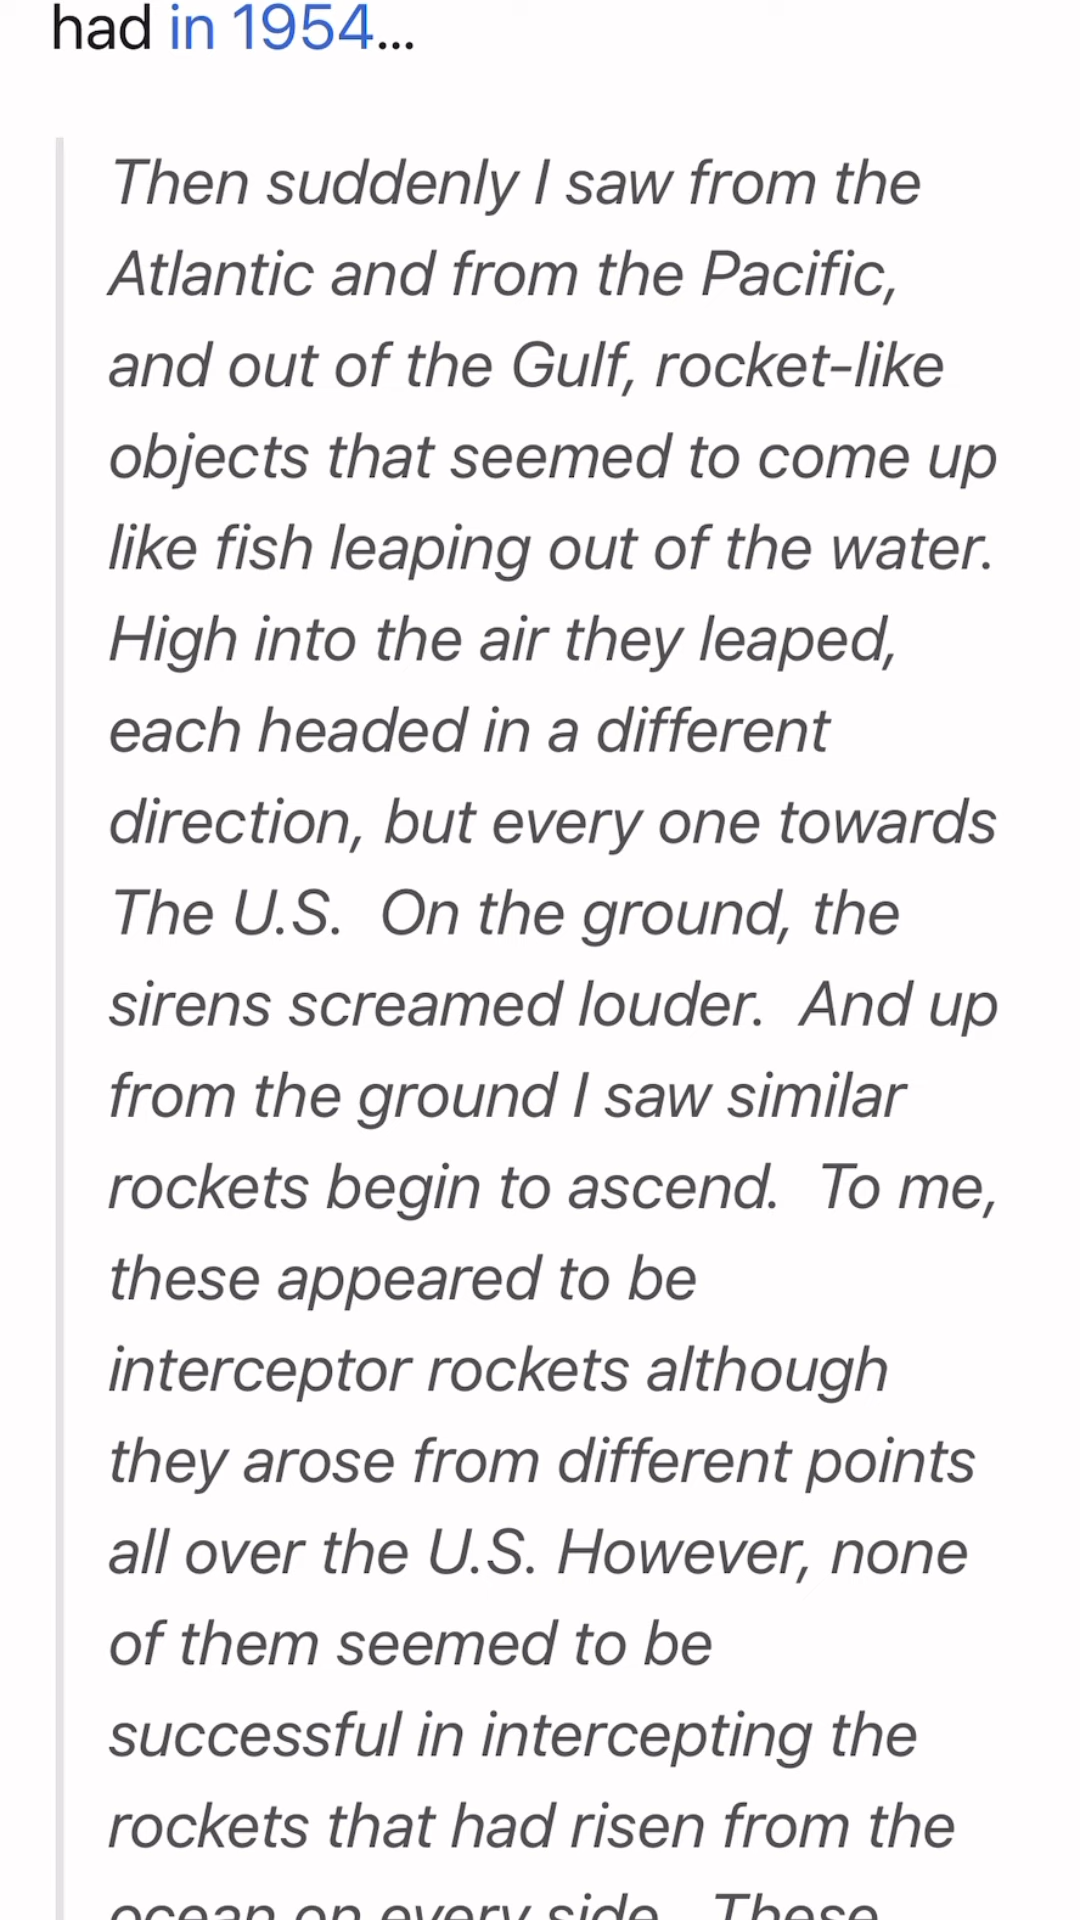 had in 1954...
Then suddenly I saw from the
Atlantic and from the Pacific,
and out of the Gulf, rocket-like
objects that seemed to come up
like fish leaping out of the water.
High into the air they leaped,
each headed in a different
direction, but every one towards
The U.S.  On the ground, the
sirens screamed louder.  And up
from the ground I saw similar
rockets begin to ascend.  To me,
these appeared to be
interceptor rockets although
they arose from different points
all over the U.S. However, none
of them seemed to be
successful in intercepting the
rockets that had risen from the
ocean on every side.  These